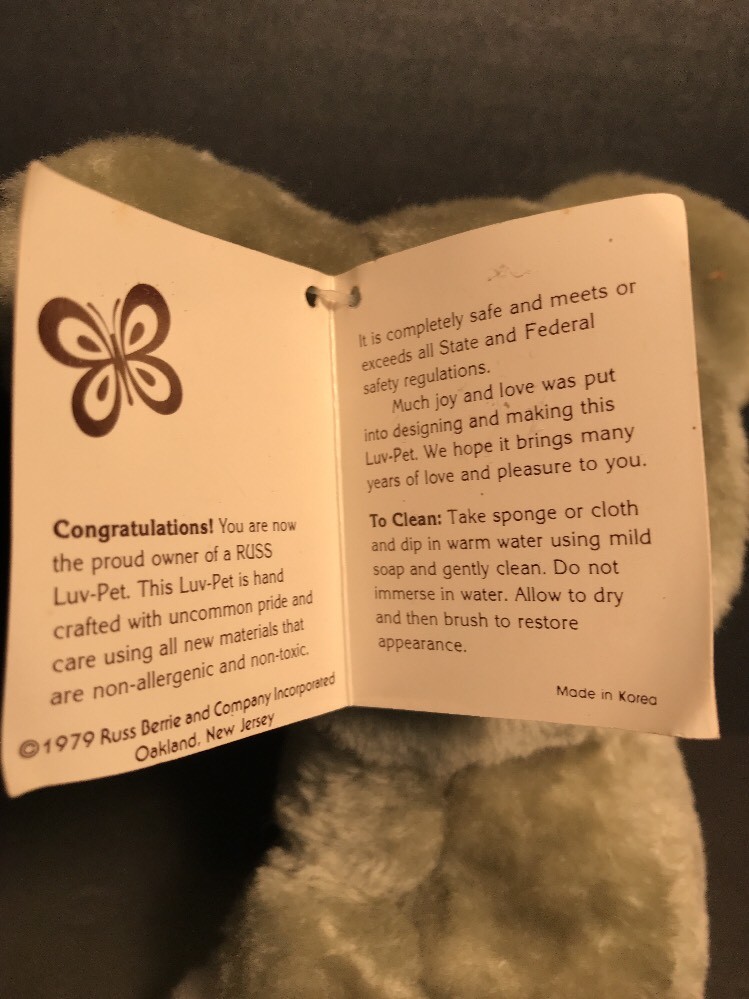 Congratulations! You are now
the proud owner of a RUSS
Luv-Pet. This Luv-Pet is hand
crafted with uncommon pride and
care using all new materials that
are non-allergenic and non-toxic.
©1979 Russ Berrie and Company Incorporated
Oakland, New Jersey
It is completely safe and meets or
exceeds all State and Federal
safety regulations.
Much joy and love was put
into designing and making this
Luv-Pet. We hope it brings many
years of love and pleasure to you.
To Clean: Take sponge or cloth
and dip in warm water using mild
soap and gently clean. Do not
immerse in water. Allow to dry
and then brush to restore
appearance.
Made in Korea